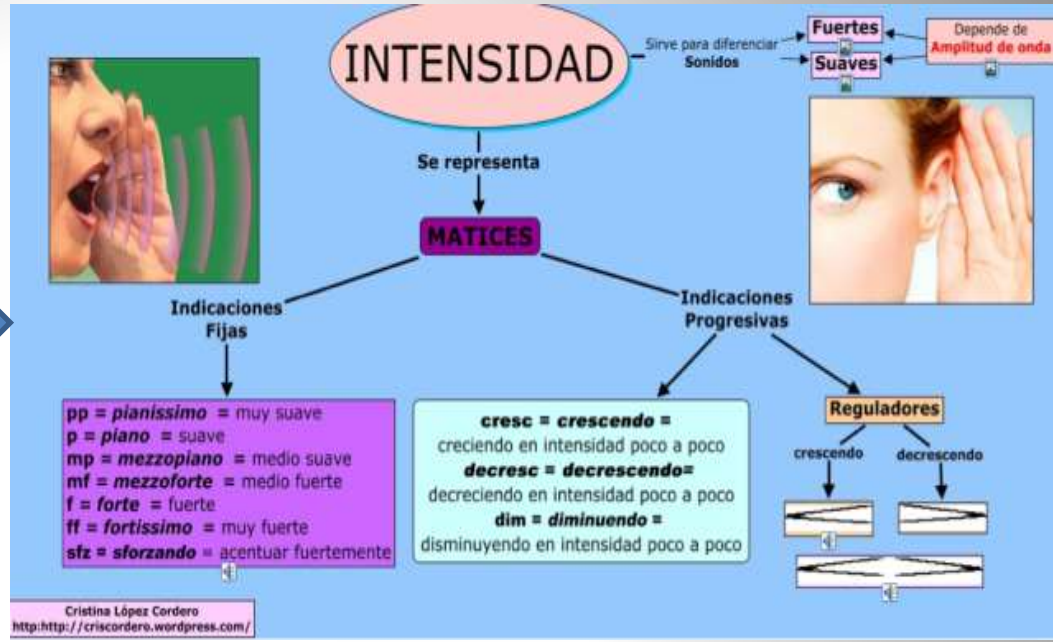 INTENSIDAD
Sirve para diferenciar
Sonidos
Fuertes
Suaves
Depende de
Amplitud de onda
Se representa
MATICES
Indicaciones
Fijas
Indicaciones
Progresivas
pp = pianissimo = muy suave
p = piano = suave
mp = mezzopiano = medio suave
mf = mezzoforte = medio fuerte
f = forte = fuerte
ff = fortissimo = muy fuerte
sfz = sforzando = acentuar fuertemente
cresc = crescendo =
creciendo en intensidad poco a poco
decresc = decrescendo=
decreciendo en intensidad poco a poco
dim = diminuendo =
disminuyendo en intensidad poco a poco
Reguladores
crescendo
decrescendo
Cristina López Cordero
http:http://criscordero.wordpress.com/